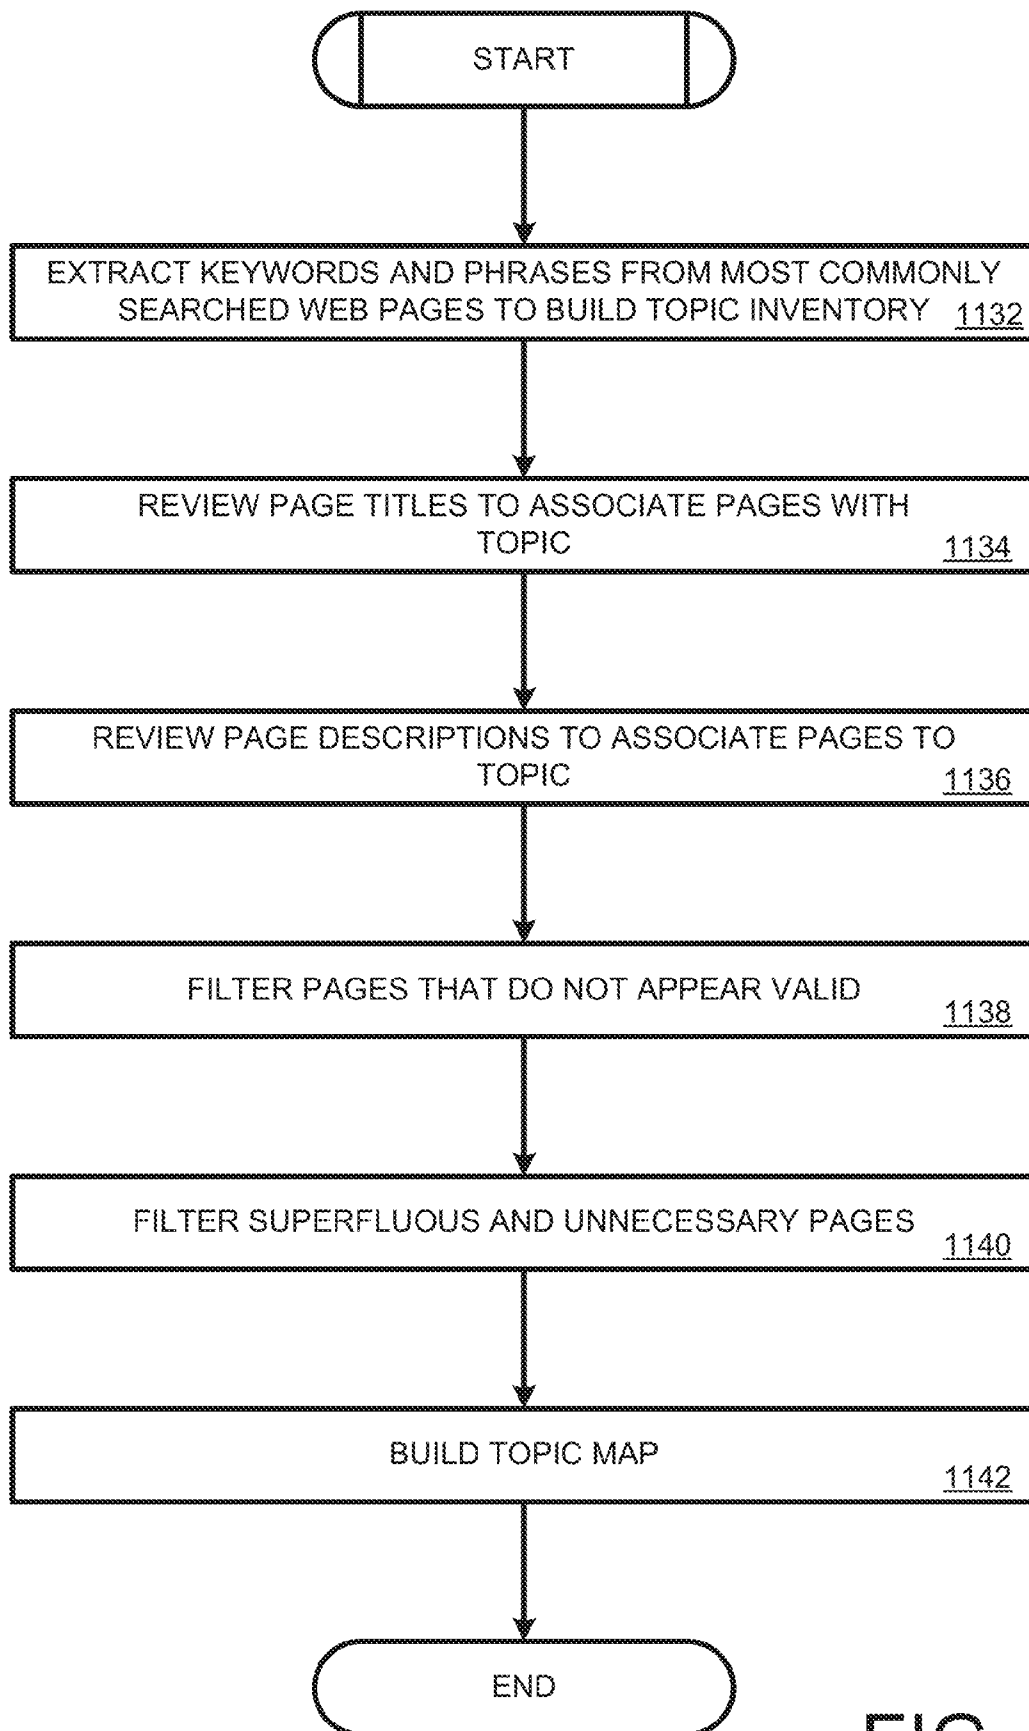 START
EXTRACT KEYWORDS AND PHRASES FROM MOST COMMONLY
SEARCHED WEB PAGES TO BUILD TOPIC INVENTORY 1132
REVIEW PAGE TITLES TO ASSOCIATE PAGES WITH
TOPIC 1134
REVIEW PAGE DESCRIPTIONS TO ASSOCIATE PAGES TO
TOPIC 1136
FILTER PAGES THAT DO NOT APPEAR VALID
1138
FILTER SUPERFLUOUS AND UNNECESSARY PAGES
1140
BUILD TOPIC MAP
1142
END